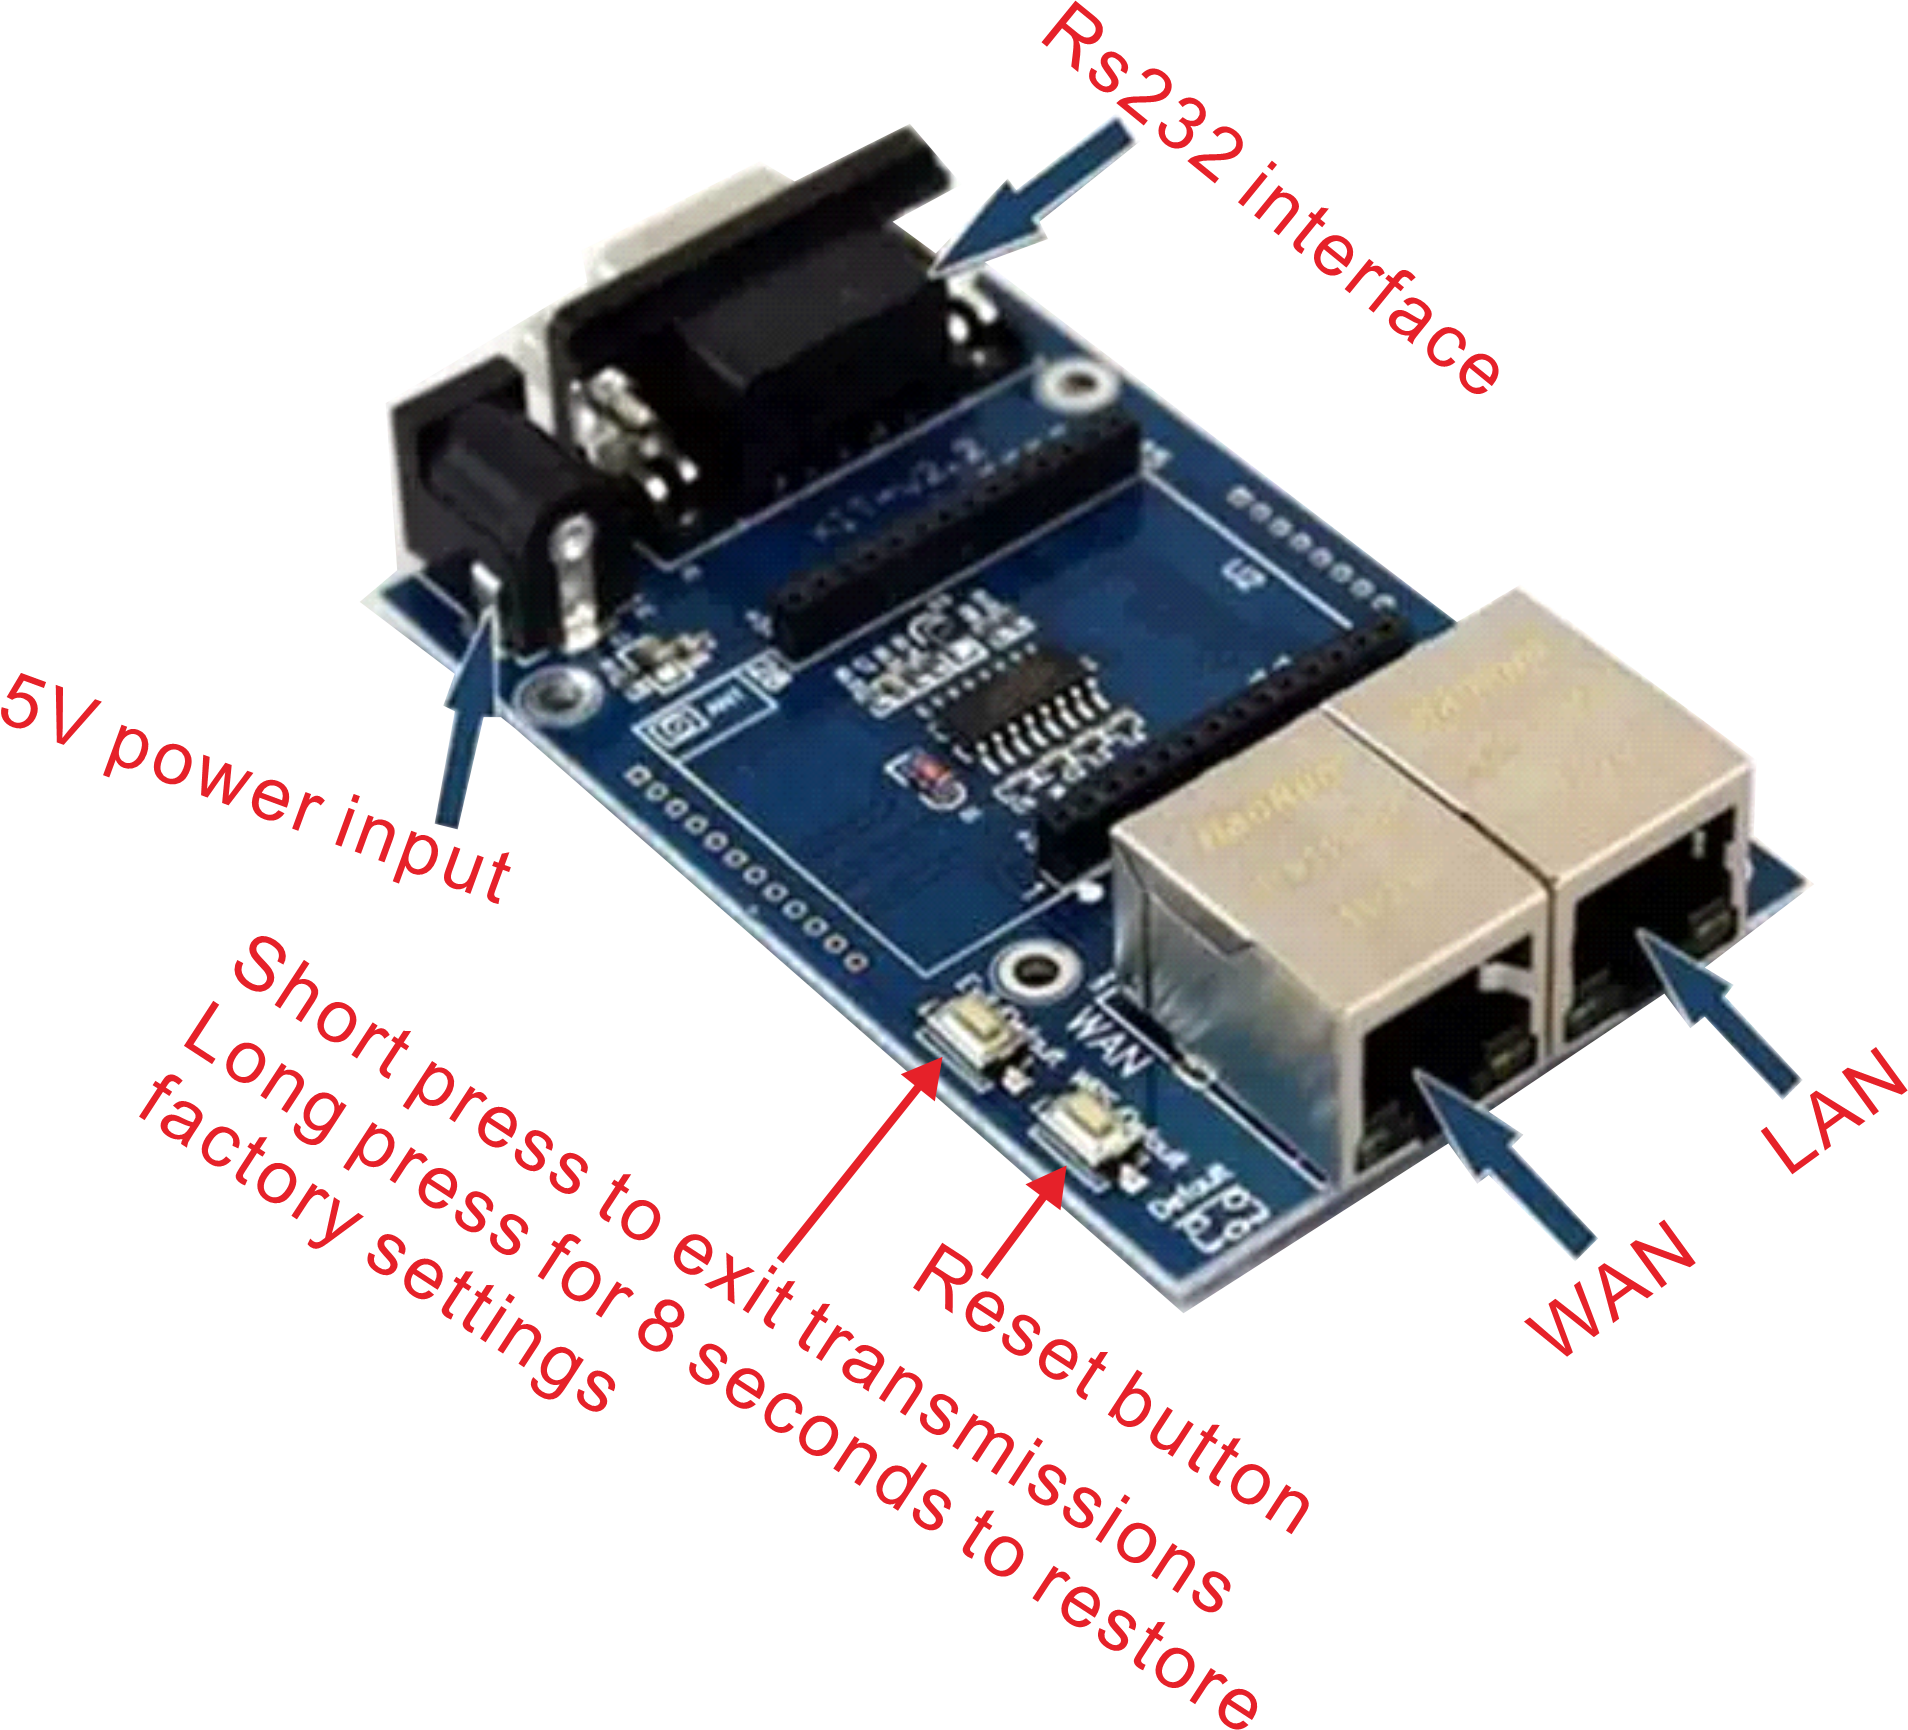 Rs232 interface
5V power input
U2
WAN
LAN
WAN
Reset button
Short press to exit transmissions
Long press for 8 seconds to restore
factory settings